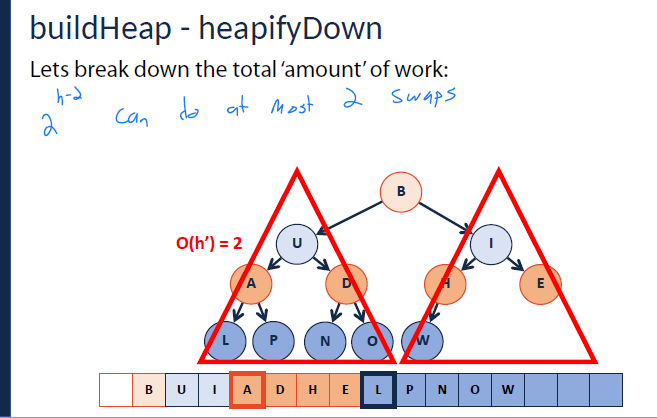 buildHeap - heapifyDown
Lets break down the total ‘amount’ of work:
2^h-2 can do at most 2 swaps
B
O(h’) = 2
U I
A D H E
L P N O W
B U I A D H E L P N O W